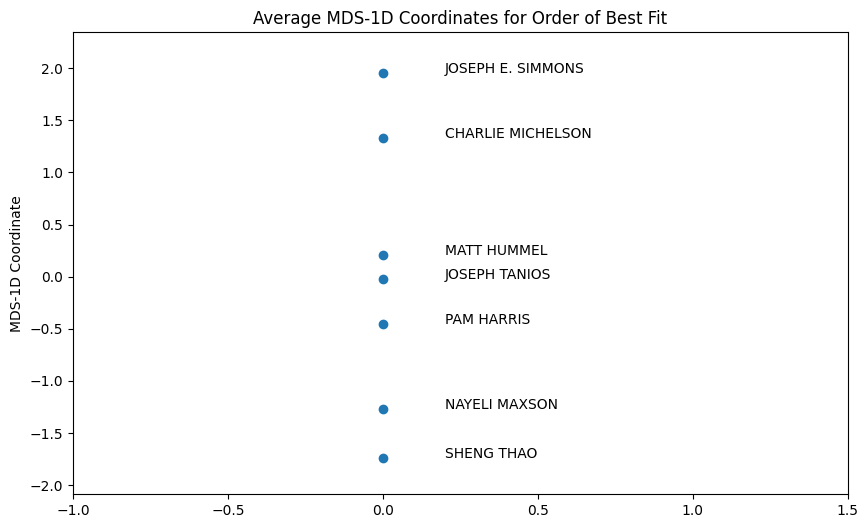 Average MDS-1D Coordinates for Order of Best Fit
MDS-1D Coordinate
2.0
1.5
1.0
0.5
0.0
−0.5
−1.0
−1.5
−2.0
JOSEPH E. SIMMONS
CHARLIE MICHELSON
MATT HUMMEL
JOSEPH TANIOS
PAM HARRIS
NAYELI MAXSON
SHENG THAO
−1.0 −0.5 0.0 0.5 1.0 1.5